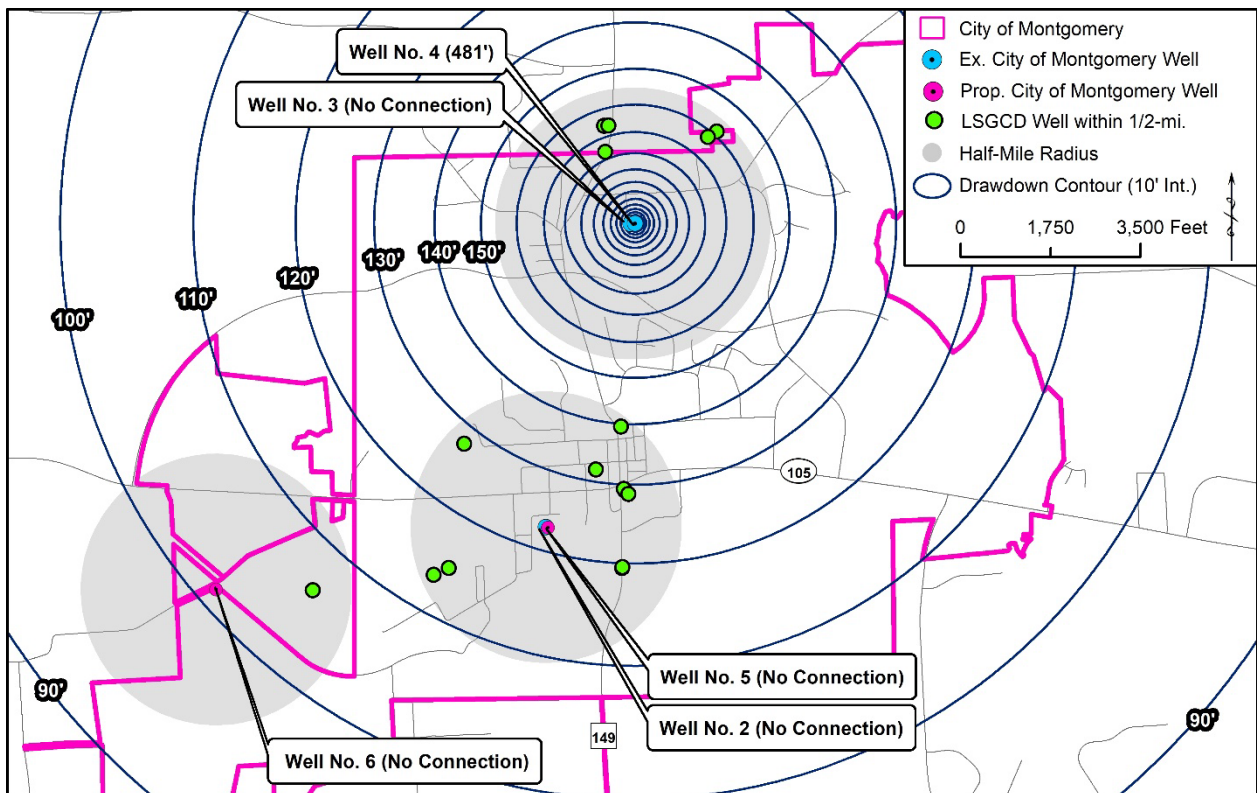 Well No. 4 (481')
Well No. 3 (No Connection)
City of Montgomery
Ex. City of Montgomery Well
Prop. City of Montgomery Well
LSGCD Well within 1/2-mi.
Half-Mile Radius
Drawdown Contour (10' Int.)
0 1,750 3,500 Feet
150'
140'
130'
120'
110'
100'
105
Well No. 5 (No Connection)
90'
90'
Well No. 2 (No Connection)
149
Well No. 6 (No Connection)